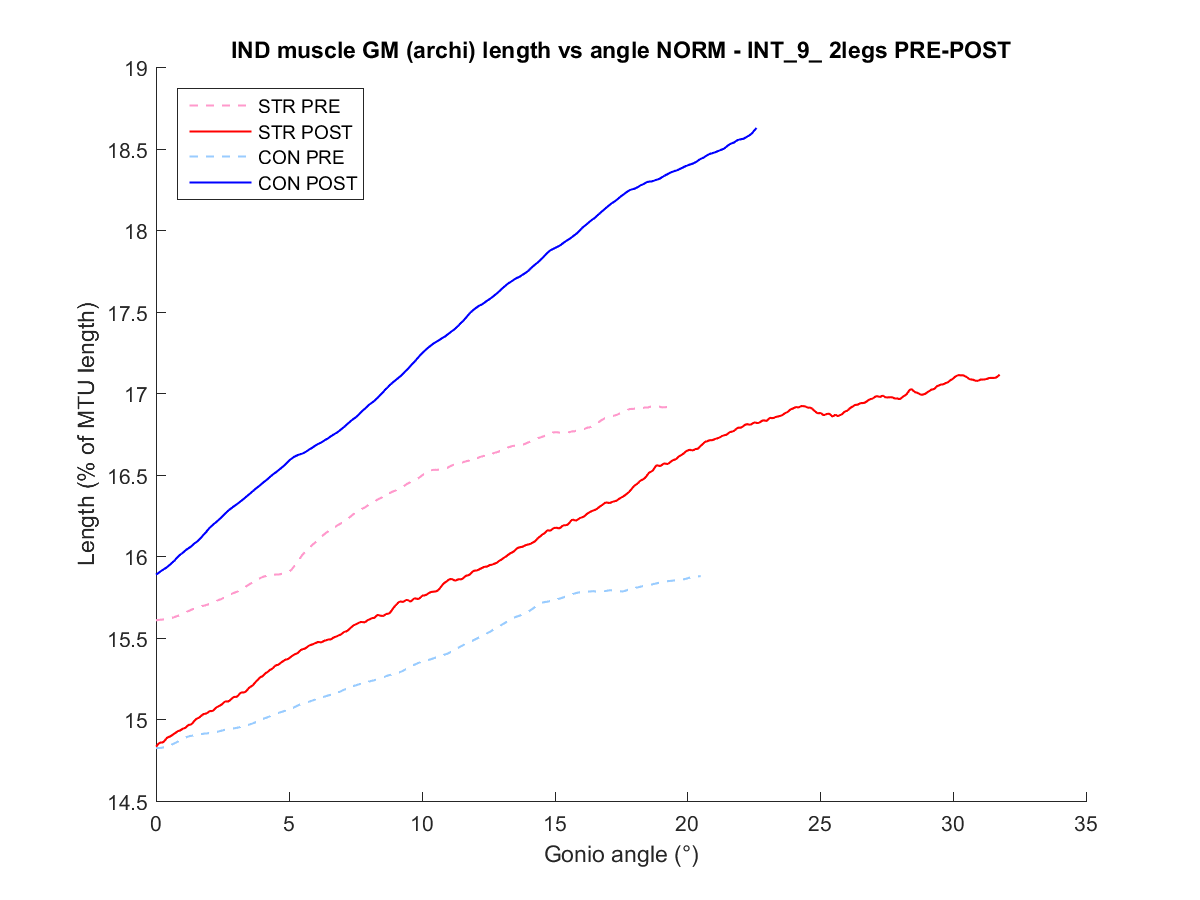 IND muscle GM (archi) length vs angle NORM - INT_9_ 2legs PRE-POST
19
18.5
18
17.5
17
16.5
16
15.5
15
14.5
Length (% of MTU length)
STR PRE
STR POST
CON PRE
CON POST
0 5 10 15 20 25 30 35
Gonio angle (°)